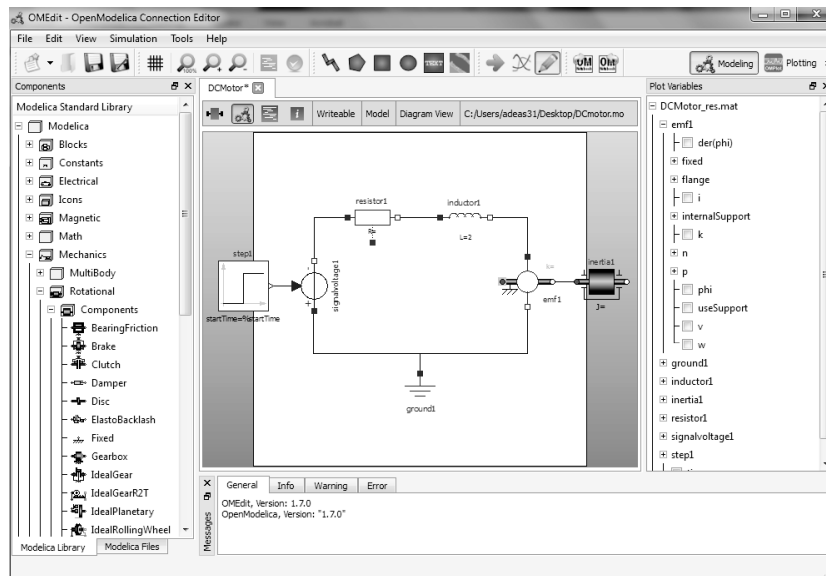 OMEdit - OpenModelica Connection Editor
File Edit View Simulation Tools Help
100%
TEXT
OM
OM
Modeling
Plotting
Components
Modelica Standard Library
Modelica
Blocks
Constants
Electrical
Icons
Magnetic
Math
Mechanics
MultiBody
Rotational
Components
BearingFriction
Brake
Clutch
Damper
Disc
ElastoBacklash
Fixed
Gearbox
IdealGear
IdealGearR2T
IdealPlanetary
IdealRollingWheel
Modelica Library Modelica Files
DCMotor*
Writeable Model Diagram View C:/Users/adeas31/Desktop/DCmotor.mo
resistor1
R=
inductor1
L=2
step1
startTime=%startTime
signalvoltage1
k=
emf1
inertia1
J=
ground1
Messages
General Info Warning Error
OMEdit, Version: 1.7.0
OpenModelica, Version: "1.7.0"
Plot Variables
DCMotor_res.mat
emf1
der(phi)
fixed
flange
i
internalSupport
k
n
p
phi
useSupport
v
w
ground1
inductor1
inertia1
resistor1
signalvoltage1
step1